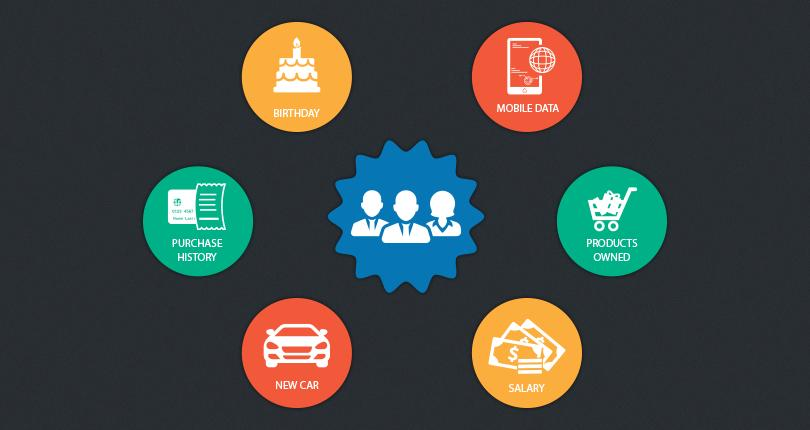 BIRTHDAY
MOBILE DATA
PURCHASE
HISTORY
PRODUCTS
OWNED
NEW CAR
SALARY
$